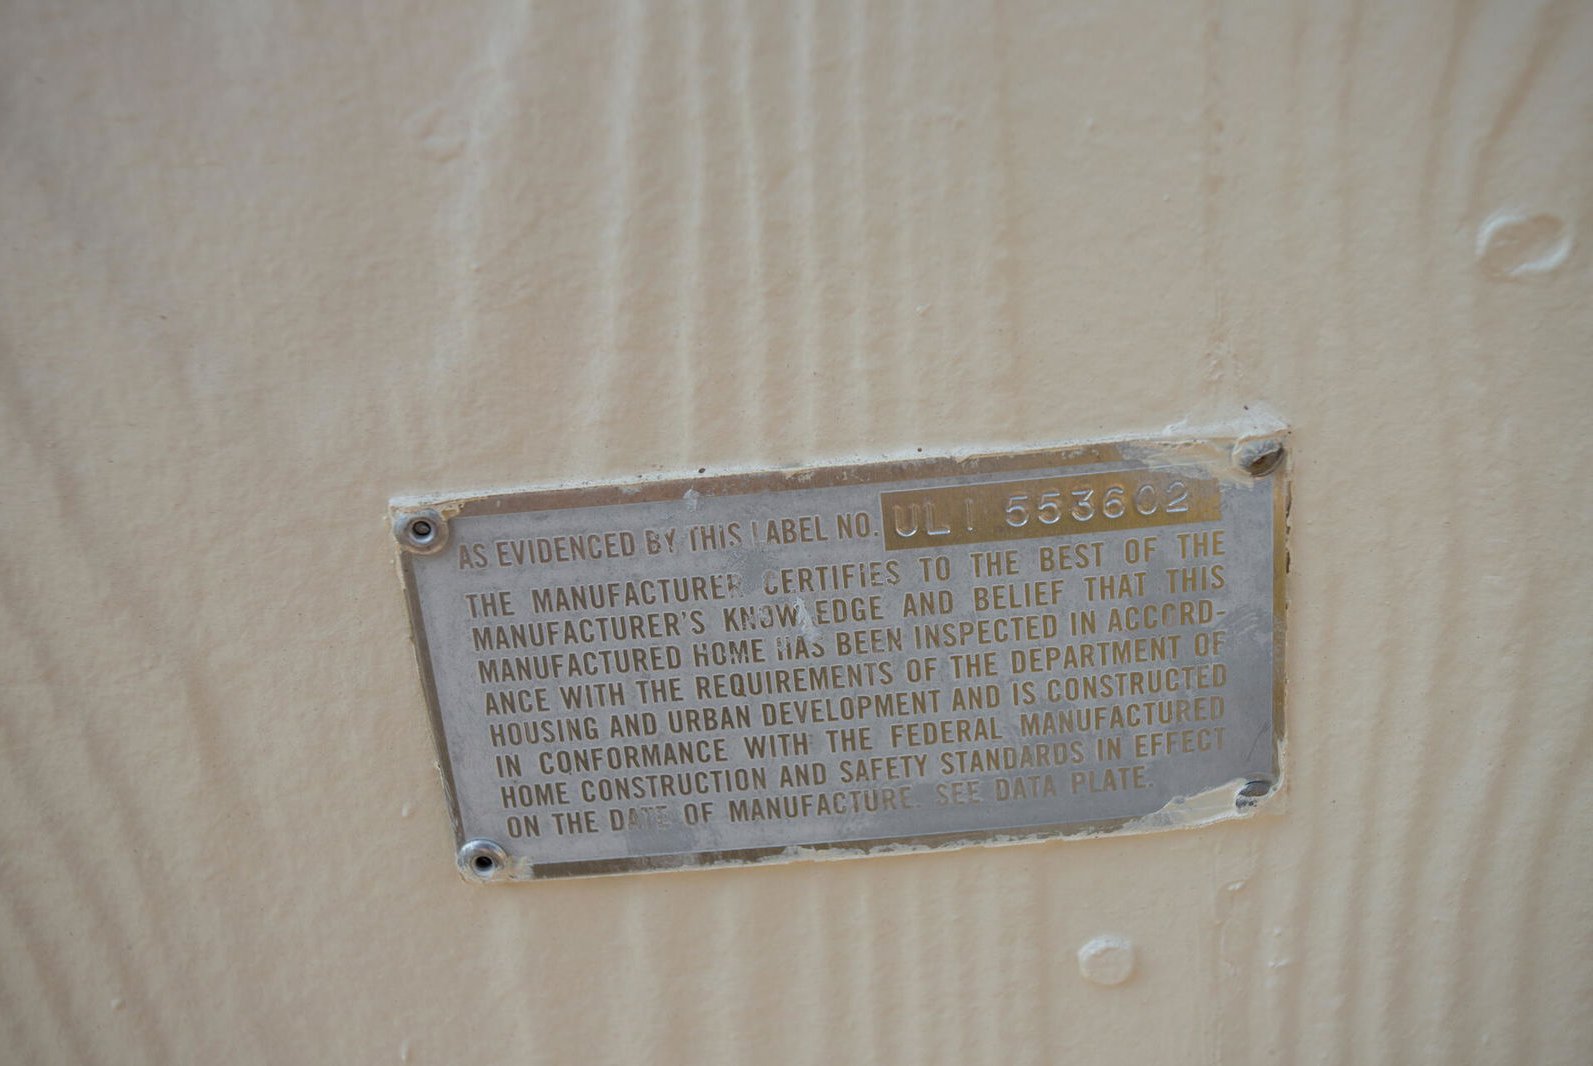 AS EVIDENCED BY THIS LABEL NO. ULI 553602
THE MANUFACTURER CERTIFIES TO THE BEST OF THE
MANUFACTURER'S KNOWLEDGE AND BELIEF THAT THIS
MANUFACTURED HOME HAS BEEN INSPECTED IN ACCORD-
ANCE WITH THE REQUIREMENTS OF THE DEPARTMENT OF
HOUSING AND URBAN DEVELOPMENT AND IS CONSTRUCTED
IN CONFORMANCE WITH THE FEDERAL MANUFACTURED
HOME CONSTRUCTION AND SAFETY STANDARDS IN EFFECT
ON THE DATE OF MANUFACTURE. SEE DATA PLATE.